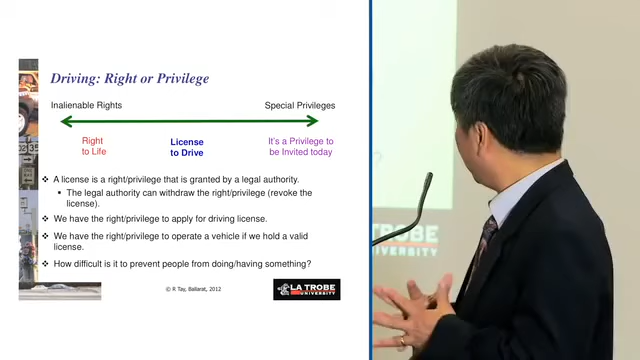 Driving: Right or Privilege
Inalienable Rights
Special Privileges
Right
to Life
License
to Drive
It's a Privilege to
be Invited today
A license is a right/privilege that is granted by a legal authority.
The legal authority can withdraw the right/privilege (revoke the
license).
We have the right/privilege to apply for driving license.
We have the right/privilege to operate a vehicle if we hold a valid
license.
How difficult is it to prevent people from doing/having something?
© R Tay, Ballarat, 2012
LA TROBE
UNIVERSITY
TROBE
NIVERSITY